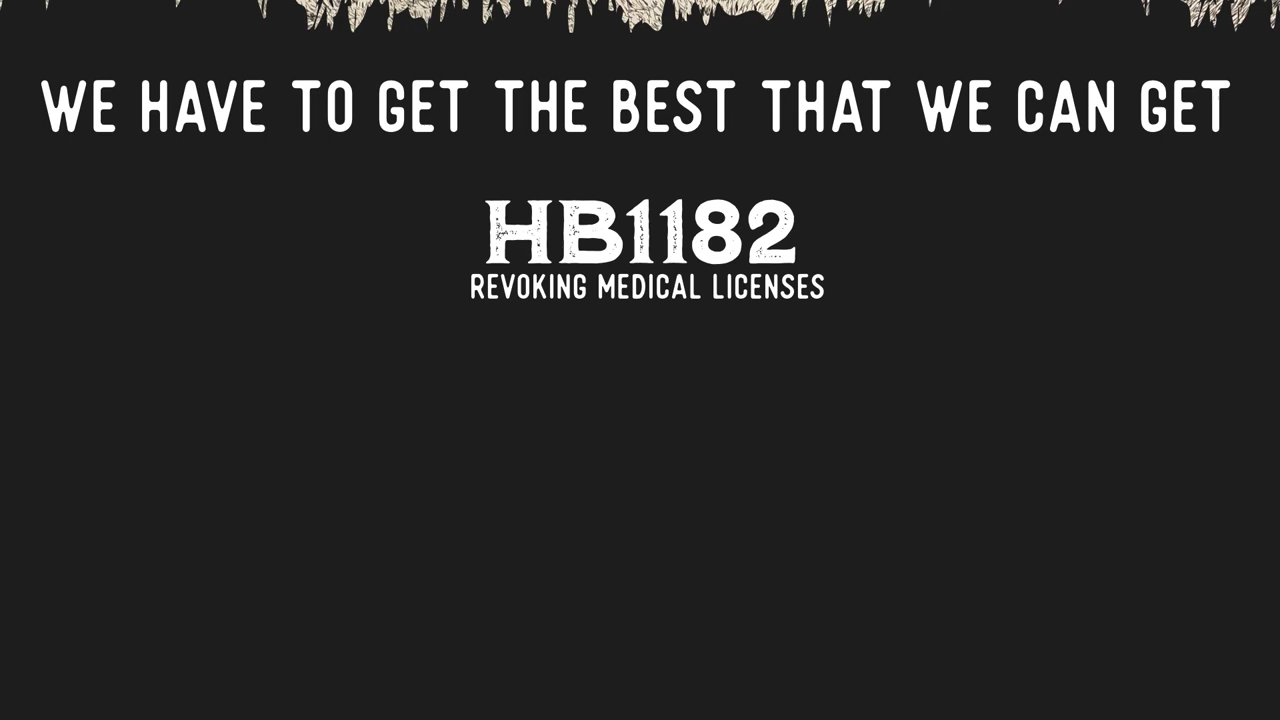 WE HAVE TO GET THE BEST THAT WE CAN GET
HB1182
REVOKING MEDICAL LICENSES